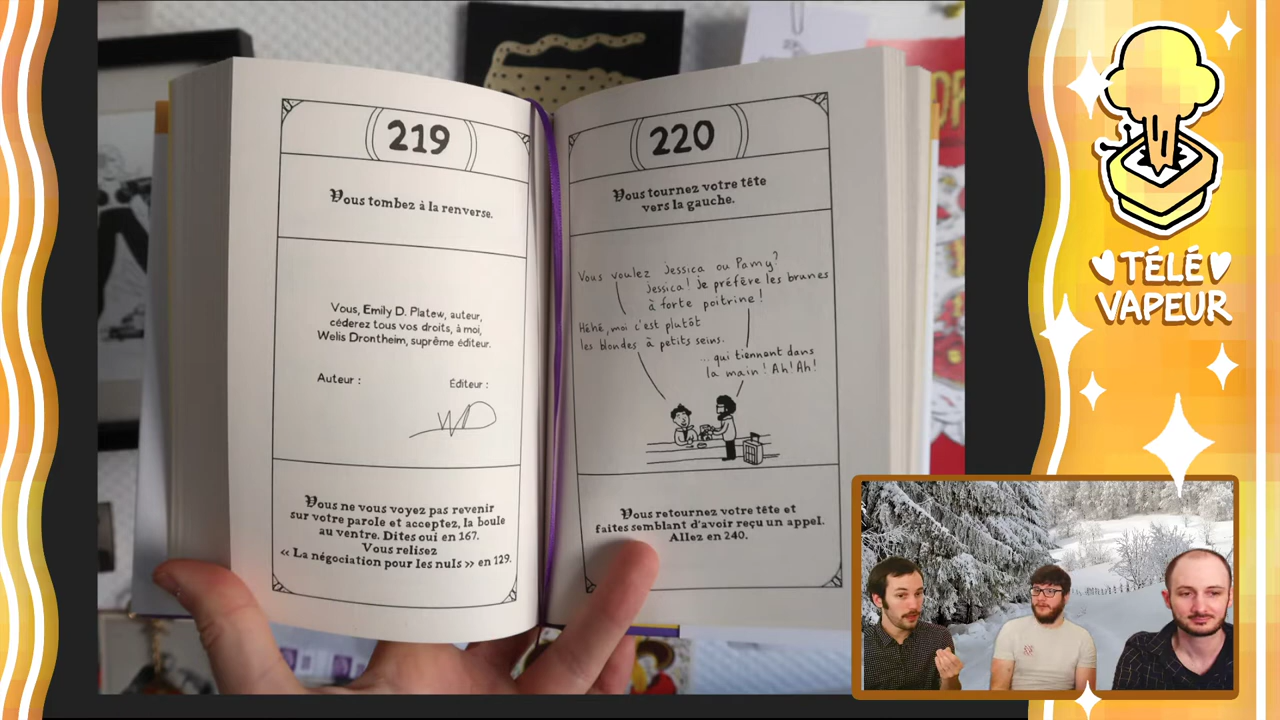 219
Vous tombez à la renverse.
Vous, Emily D. Platew, auteur,
céderez tous vos droits, à moi,
Welis Drontheim, suprême éditeur.
Auteur :
Éditeur :
WD
Vous ne vous voyez pas revenir
sur votre parole et acceptez, la boule
au ventre. Dites oui en 167.
Vous relisez
« La négociation pour les nuls » en 129.
220
Vous tournez votre tête
vers la gauche.
Vous voulez Jessica ou Pamy?
Jessica! Je préfère les brunes
à forte poitrine!
Héhé, moi c'est plutôt
les blondes à petits seins.
... qui tiennent dans
la main! Ah! Ah!
Vous retournez votre tête et
faites semblant d'avoir reçu un appel.
Allez en 240.
TÉLÉ
VAPEUR